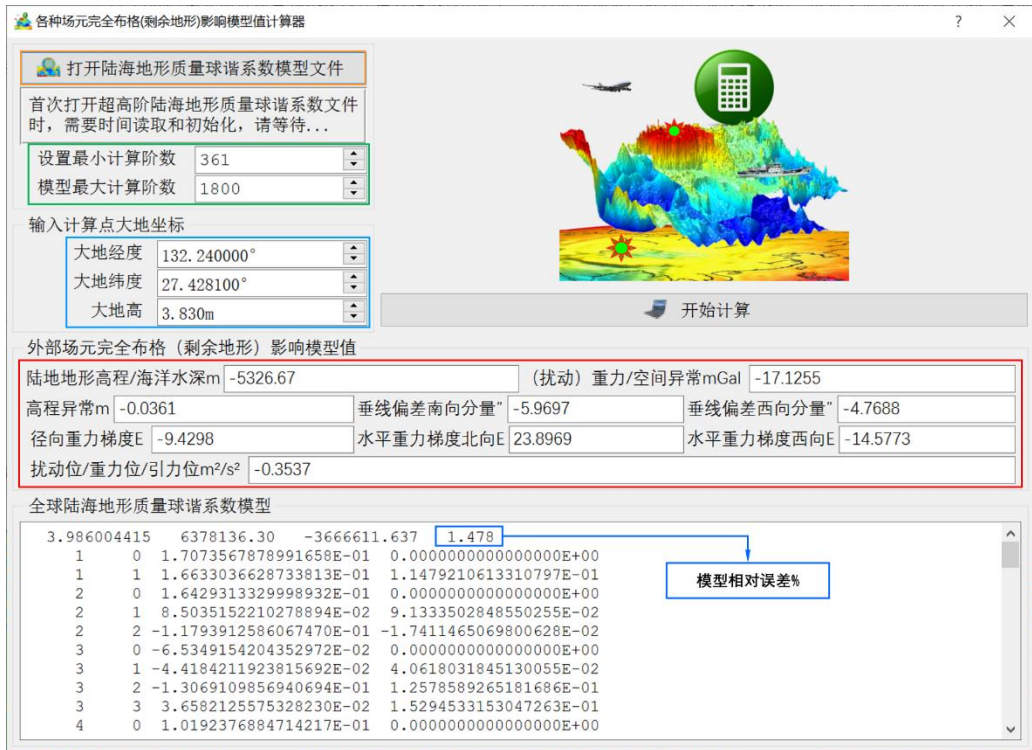 各种场元完全布格(剩余地形)影响模型值计算器
打开陆海地形质量球谐系数模型文件
首次打开超高阶陆海地形质量球谐系数文件
时，需要时间读取和初始化，请等待...
设置最小计算阶数 361
模型最大计算阶数 1800
输入计算点大地坐标
大地经度 132.240000°
大地纬度 27.428100°
大地高 3.830m
开始计算
外部场元完全布格（剩余地形）影响模型值
陆地地形高程/海洋水深m -5326.67 （扰动）重力/空间异常mGal -17.1255
高程异常m -0.0361 垂线偏差南向分量" -5.9697 垂线偏差西向分量" -4.7688
径向重力梯度E -9.4298 水平重力梯度北向E 23.8969 水平重力梯度西向E -14.5773
扰动位/重力位/引力位m²/s² -0.3537
全球陆海地形质量球谐系数模型
3.986004415 6378136.30 -3666611.637 1.478
1 0 1.7073567878991658E-01 0.0000000000000000E+00
1 1 1.6633036628733813E-01 1.1479210613310797E-01
2 0 1.6429313329998932E-01 0.0000000000000000E+00
2 1 8.5035152210278894E-02 9.1333502848550255E-02
2 2 -1.1793912586067470E-01 -1.7411465069800628E-02
3 0 -6.5349154204352972E-02 0.0000000000000000E+00
3 1 -4.4184211923815692E-02 4.0618031845130055E-02
3 2 -1.3069109856940694E-01 1.2578589265181686E-01
3 3 3.6582125575328230E-02 1.5294533153047263E-01
4 0 1.0192376884714217E-01 0.0000000000000000E+00
模型相对误差%